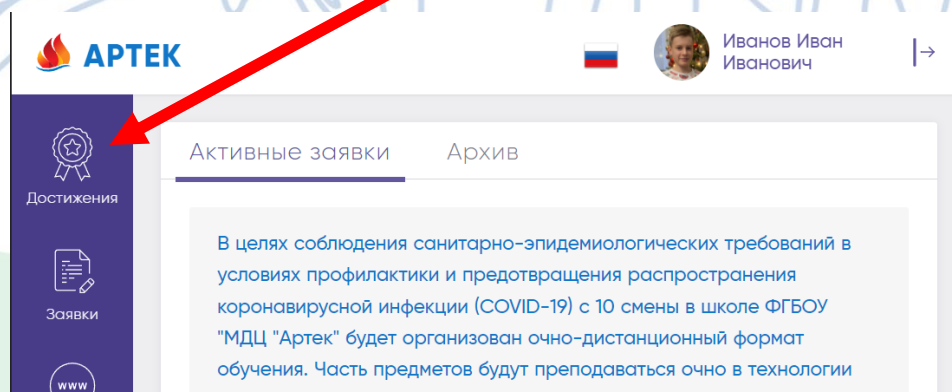 АРТЕК
Иванов Иван
Иванович
Достижения
Заявки
www
Активные заявки Архив
В целях соблюдения санитарно-эпидемиологических требований в
условиях профилактики и предотвращения распространения
коронавирусной инфекции (COVID-19) с 10 смены в школе ФГБОУ
"МДЦ "Артек" будет организован очно-дистанционный формат
обучения. Часть предметов будут преподаваться очно в технологии